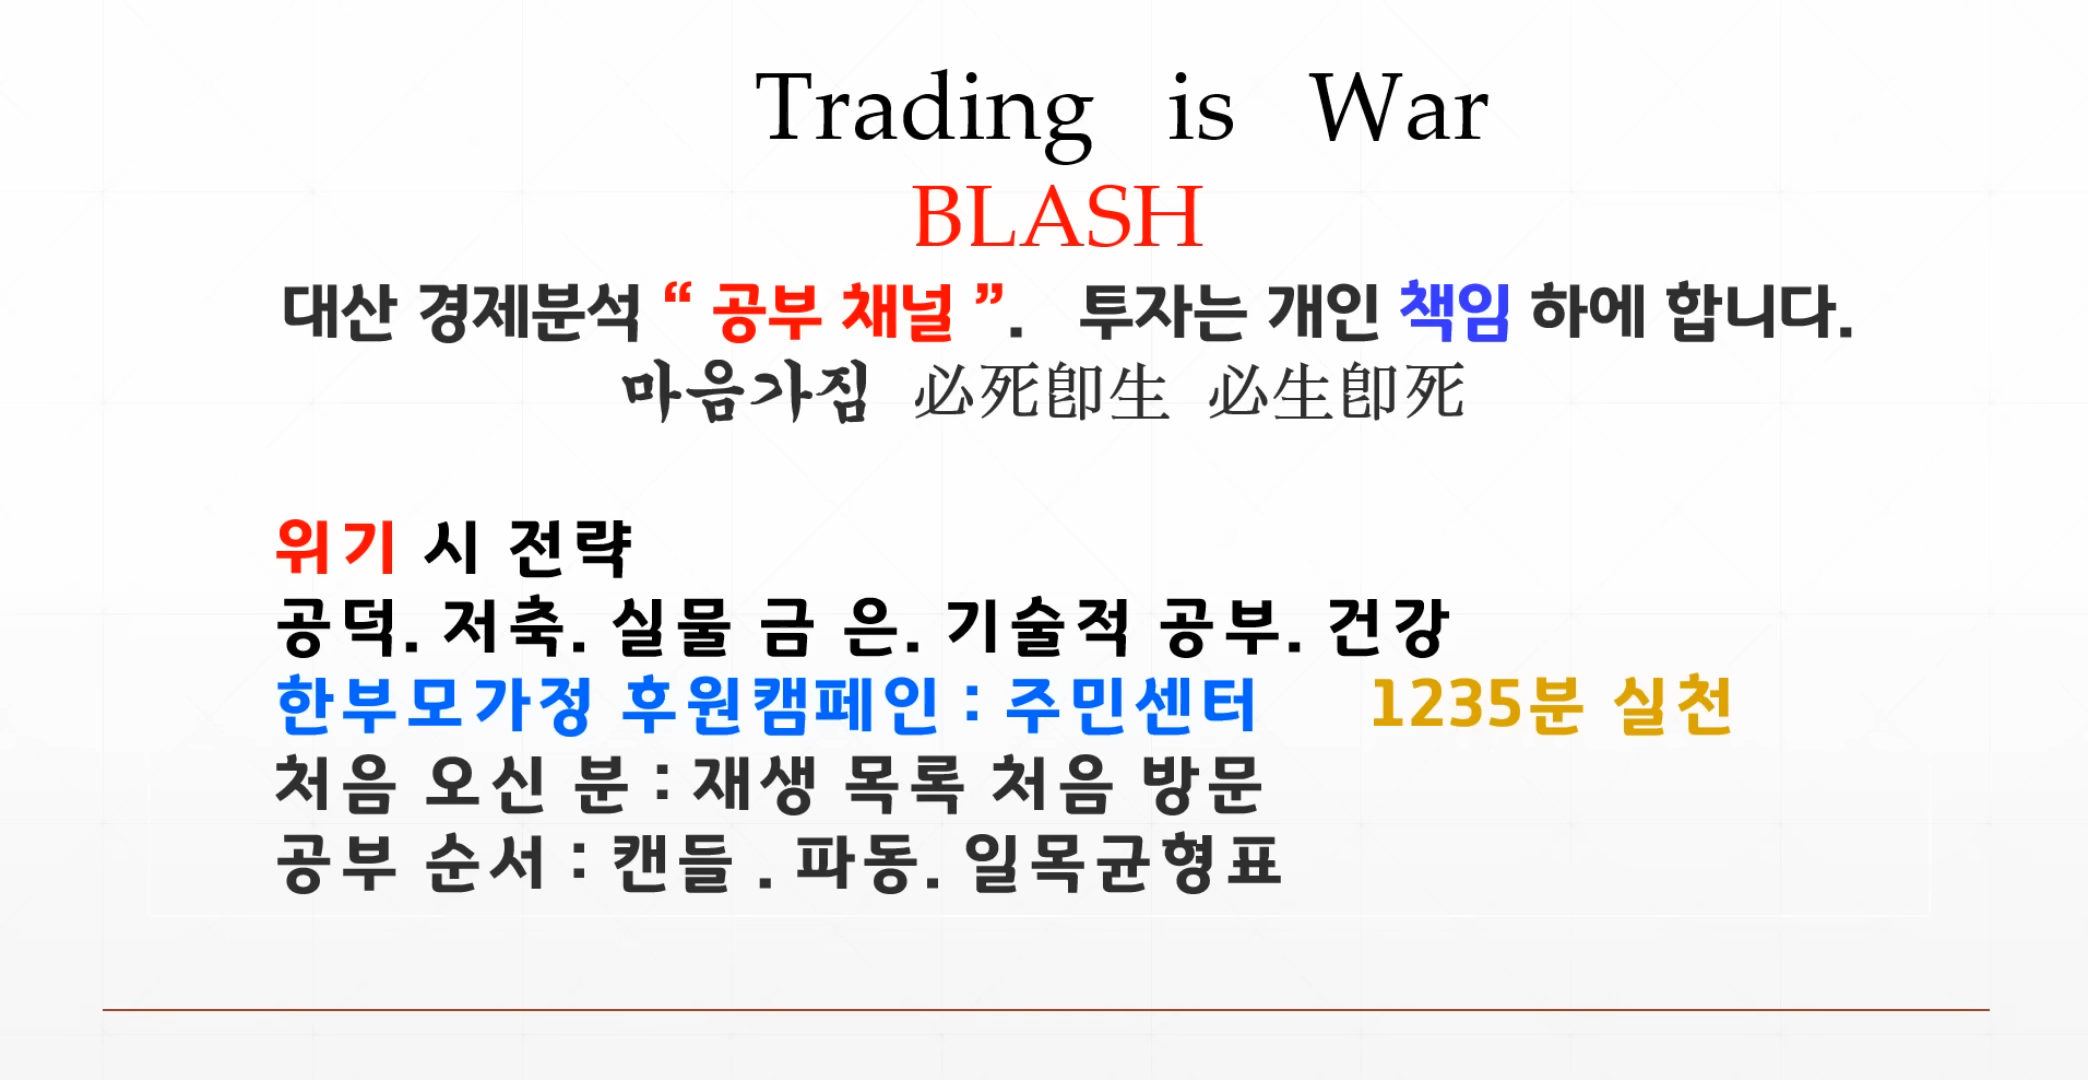 Trading is War
BLASH
대산 경제분석 “ 공부 채널 ”. 투자는 개인 책임 하에 합니다.
마음가짐 必死卽生 必生卽死
위기 시 전략
공덕. 저축. 실물 금 은. 기술적 공부. 건강
한부모가정 후원캠페인 : 주민센터 1235분 실천
처음 오신 분 : 재생 목록 처음 방문
공부 순서 : 캔들 . 파동. 일목균형표